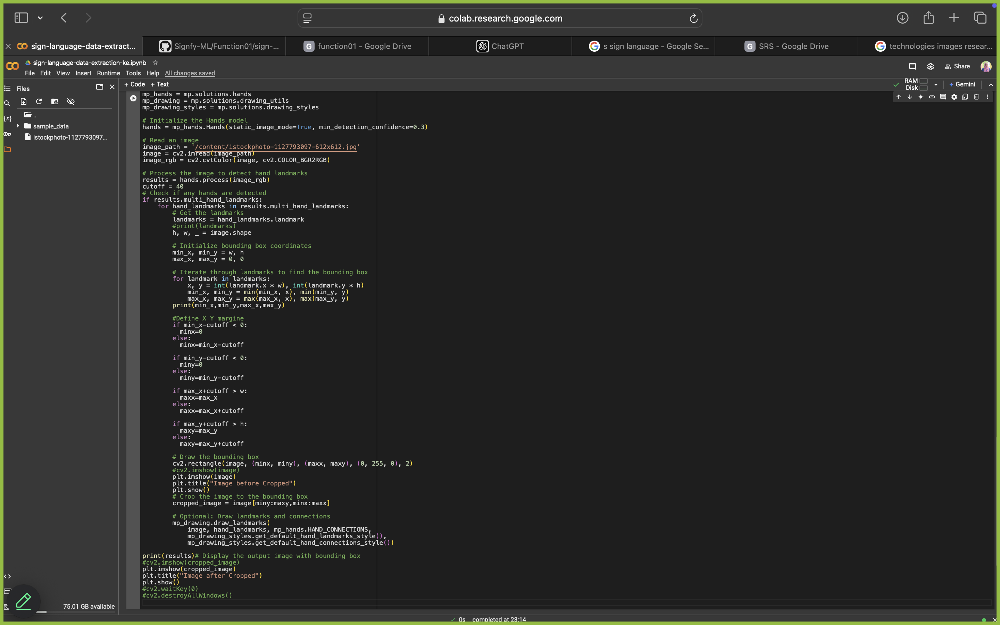 colab.research.google.com
sign-language-data-extract...
Signfy-ML/Function01/sign-...
function01 - Google Drive
ChatGPT
s sign language - Google Se...
SRS - Google Drive
technologies images resear...
sign-language-data-extraction-ke.ipynb
File Edit View Insert Runtime Tools Help All changes saved
Share
Files
+ Code + Text
RAM
Disk
Gemini
..
sample_data
istockphoto-1127793097...
{x}
mp_hands = mp.solutions.hands
mp_drawing = mp.solutions.drawing_utils
mp_drawing_styles = mp.solutions.drawing_styles
# Initialize the Hands model
hands = mp_hands.Hands(static_image_mode=True, min_detection_confidence=0.3)
# Read an image
image_path = '/content/istockphoto-1127793097-612x612.jpg'
image = cv2.imread(image_path)
image_rgb = cv2.cvtColor(image, cv2.COLOR_BGR2RGB)
# Process the image to detect hand landmarks
results = hands.process(image_rgb)
cutoff = 40
# Check if any hands are detected
if results.multi_hand_landmarks:
    for hand_landmarks in results.multi_hand_landmarks:
        # Get the landmarks
        landmarks = hand_landmarks.landmark
        #print(landmarks)
        h, w, _ = image.shape
        # Initialize bounding box coordinates
        min_x, min_y = w, h
        max_x, max_y = 0, 0
        # Iterate through landmarks to find the bounding box
        for landmark in landmarks:
            x, y = int(landmark.x * w), int(landmark.y * h)
            min_x, min_y = min(min_x, x), min(min_y, y)
            max_x, max_y = max(max_x, x), max(max_y, y)
        print(min_x,min_y,max_x,max_y)
        #Define X Y margine
        if min_x-cutoff < 0:
          minx=0
        else:
          minx=min_x-cutoff
        if min_y-cutoff < 0:
          miny=0
        else:
          miny=min_y-cutoff
        if max_x+cutoff > w:
          maxx=max_x
        else:
          maxx=max_x+cutoff
        if max_y+cutoff > h:
          maxy=max_y
        else:
          maxy=max_y+cutoff
        # Draw the bounding box
        cv2.rectangle(image, (minx, miny), (maxx, maxy), (0, 255, 0), 2)
        #cv2.imshow(image)
        plt.imshow(image)
        plt.title("Image before Cropped")
        plt.show()
        # Crop the image to the bounding box
        cropped_image = image[miny:maxy,minx:maxx]
        # Optional: Draw landmarks and connections
        mp_drawing.draw_landmarks(
            image, hand_landmarks, mp_hands.HAND_CONNECTIONS,
            mp_drawing_styles.get_default_hand_landmarks_style(),
            mp_drawing_styles.get_default_hand_connections_style())
print(results)# Display the output image with bounding box
#cv2.imshow(cropped_image)
plt.imshow(cropped_image)
plt.title("Image after Cropped")
plt.show()
#cv2.waitKey(0)
#cv2.destroyAllWindows()
75.01 GB available
0s completed at 23:14